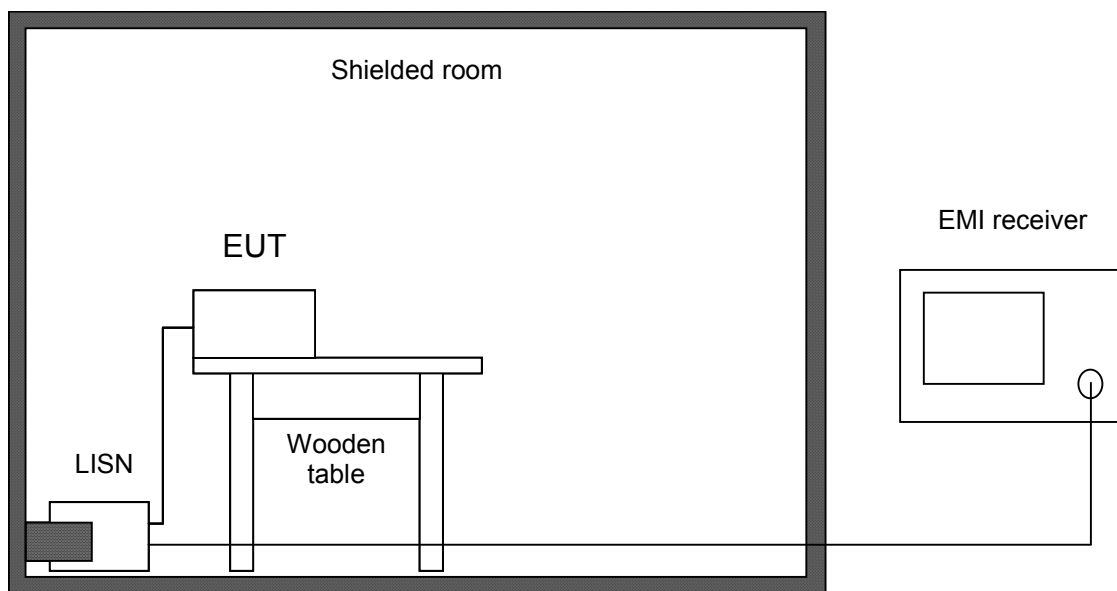 Shielded room
EMI receiver
EUT
Wooden
table
LISN